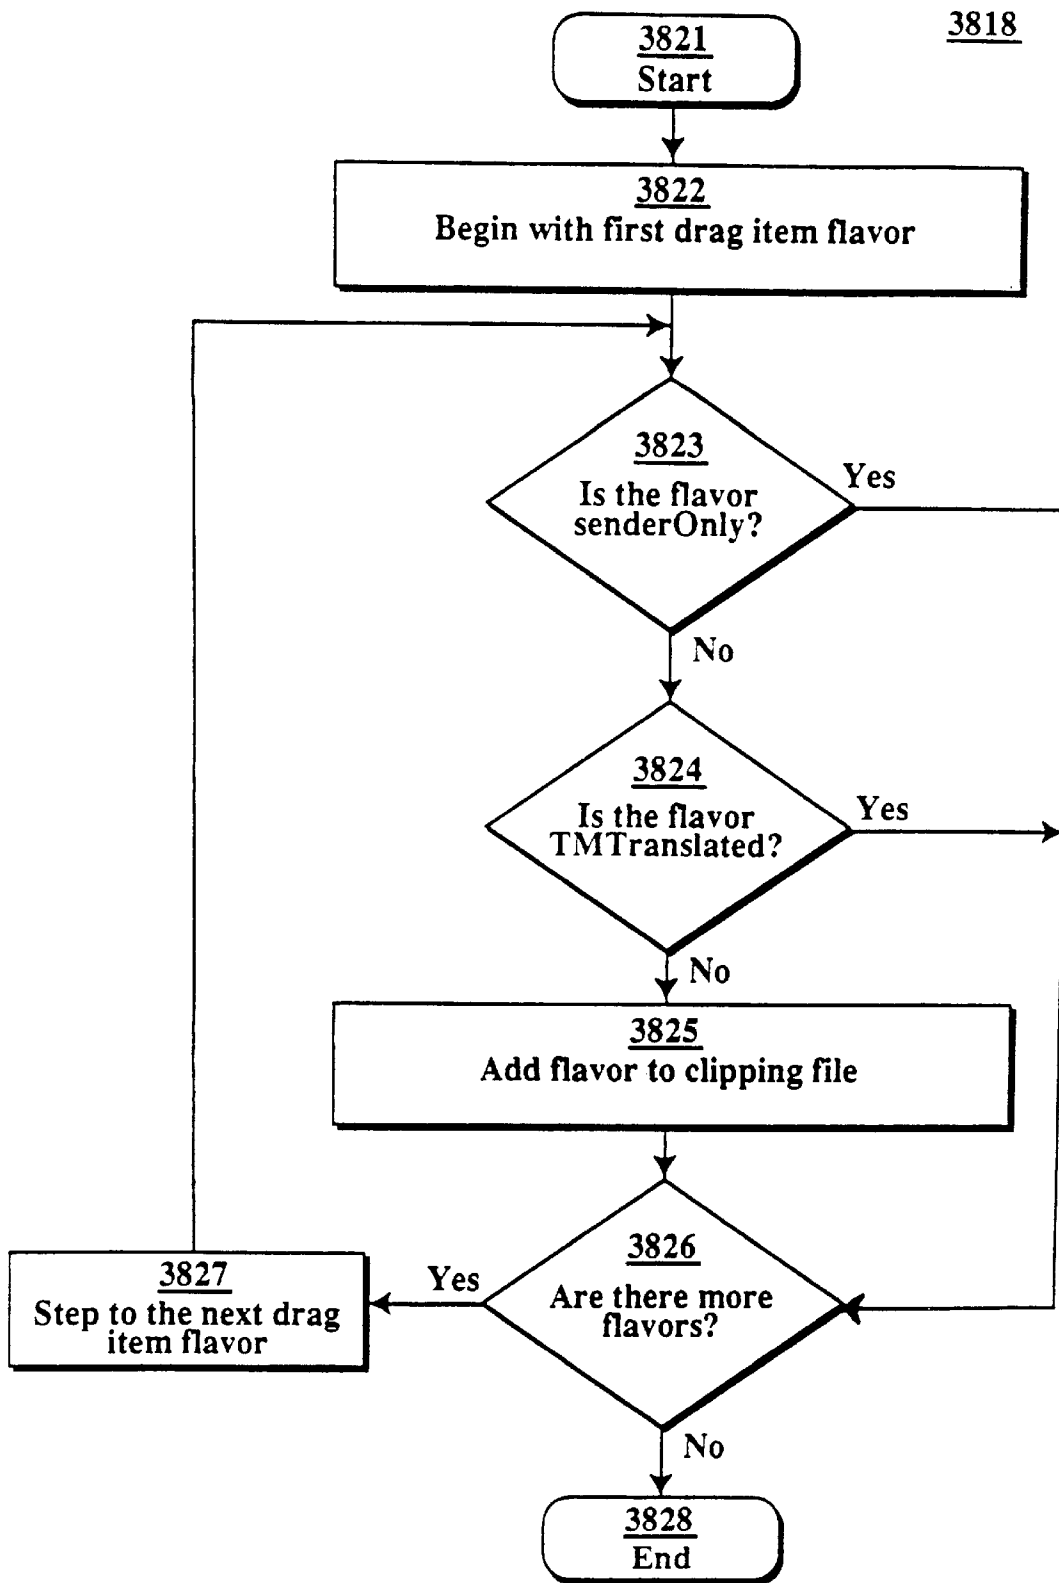 3818
3821
Start
3822
Begin with first drag item flavor
3823
Is the flavor
senderOnly?
Yes
No
3824
Is the flavor
TMTranslated?
Yes
No
3825
Add flavor to clipping file
3826
Are there more
flavors?
Yes
3827
Step to the next drag
item flavor
No
3828
End